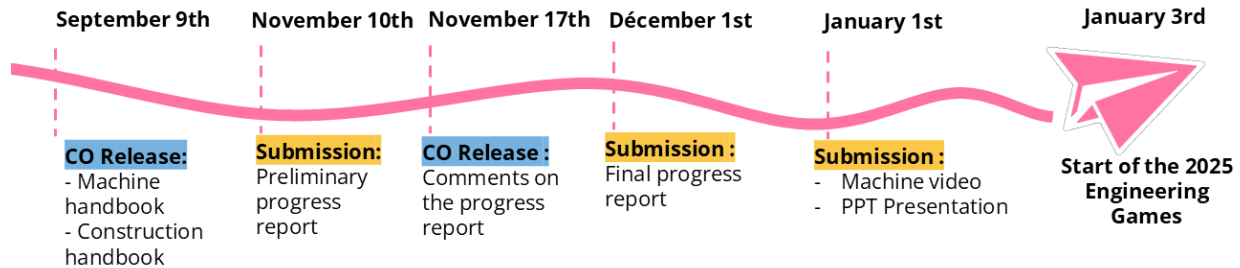 September 9th
November 10th
November 17th
Décember 1st
January 1st
January 3rd
CO Release:
- Machine
handbook
- Construction
handbook
Submission:
Preliminary
progress
report
CO Release :
Comments on
the progress
report
Submission :
Final progress
report
Submission :
- Machine video
- PPT Presentation
Start of the 2025
Engineering
Games